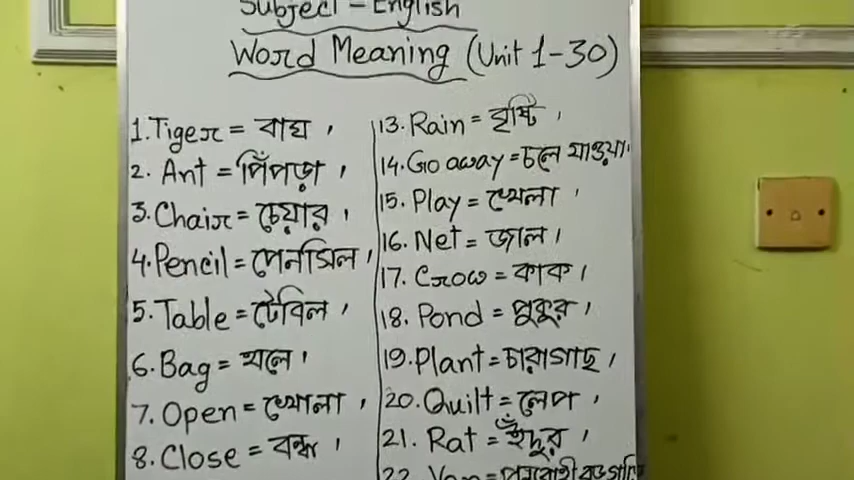 Subject - English
Word Meaning (Unit 1-30)
1. Tiger = বাঘ,
2. Ant = পিঁপড়া,
3. Chair = চেয়ার,
4. Pencil = পেনসিল,
5. Table = টেবিল,
6. Bag = থলে,
7. Open = খোলা,
8. Close = বন্ধ,
13. Rain = বৃষ্টি,
14. Go away = চলে যাওয়া,
15. Play = খেলা,
16. Net = জাল,
17. Crow = কাক,
18. Pond = পুকুর,
19. Plant = চারাগাছ,
20. Quilt = লেপ,
21. Rat = ইঁদুর,
22. Van =